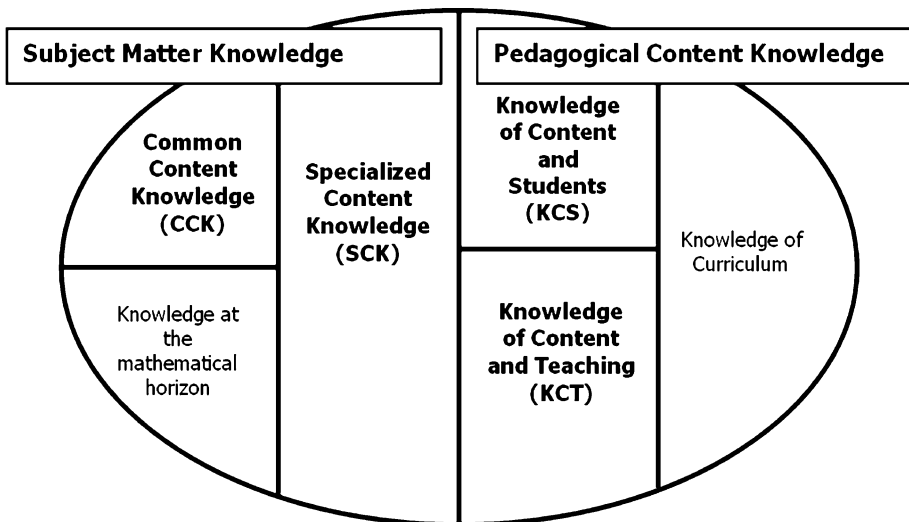 Subject Matter Knowledge
Pedagogical Content Knowledge
Common
Content
Knowledge
(CCK)
Knowledge at
the
mathematical
horizon
Specialized
Content
Knowledge
(SCK)
Knowledge
of Content
and
Students
(KCS)
Knowledge
of Content
and Teaching
(KCT)
Knowledge of
Curriculum